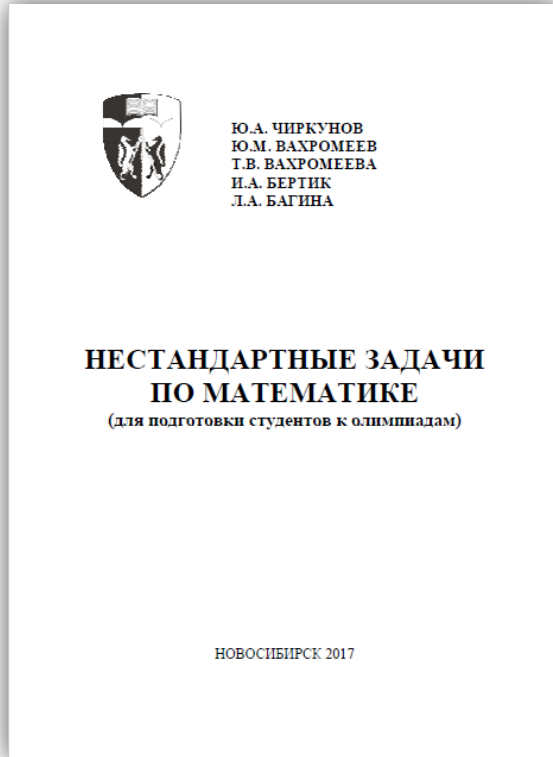 Ю.А. ЧИРКУНОВ
Ю.М. ВАХРОМЕЕВ
Т.В. ВАХРОМЕЕВА
И.А. БЕРТИК
Л.А. БАГИНА
НЕСТАНДАРТНЫЕ ЗАДАЧИ
ПО МАТЕМАТИКЕ
(для подготовки студентов к олимпиадам)
НОВОСИБИРСК 2017